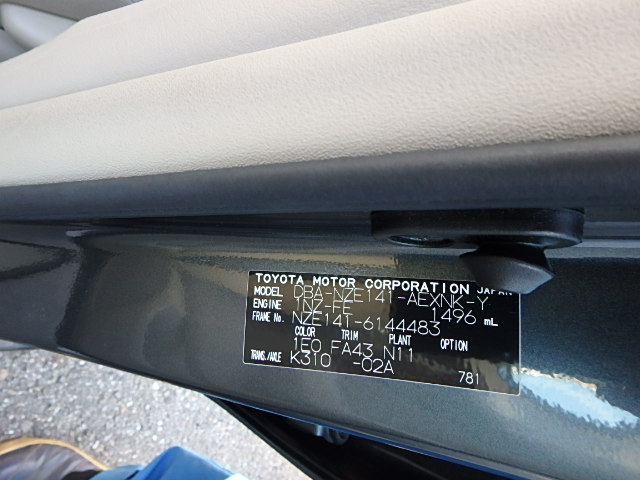 TOYOTA MOTOR CORPORATION JAPAN
MODEL DBA-NZE141-AEXNK-Y
ENGINE 1NZ-FE 1496 mL
FRAME No. NZE141-6144483
COLOR TRIM PLANT OPTION
1E0 FA43 N11
TRANS./AXLE K310 -02A
781